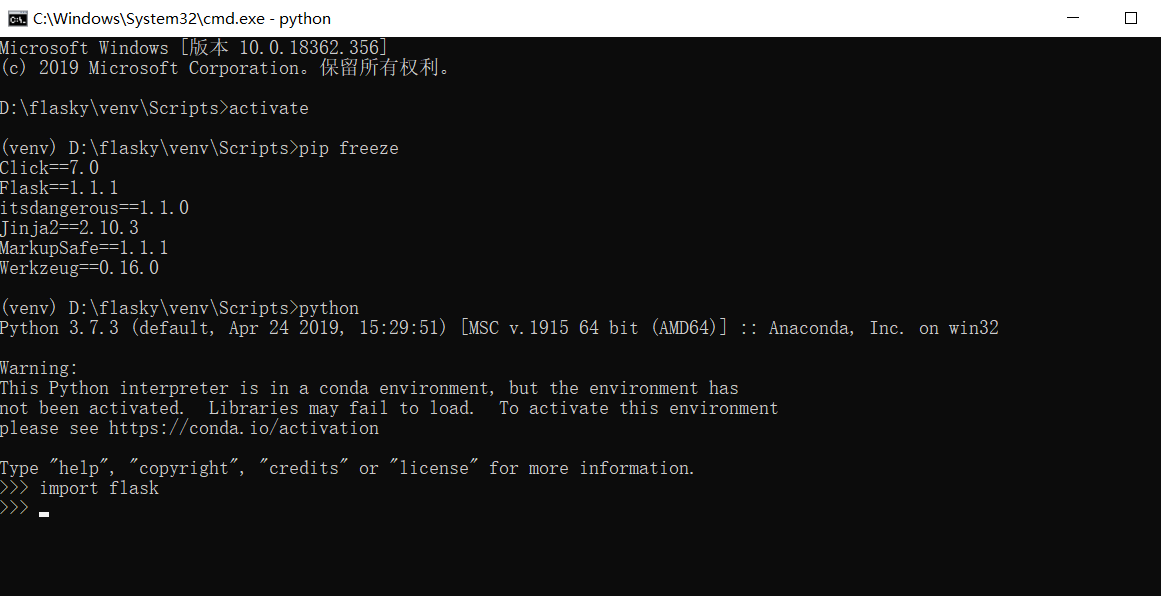 C:\Windows\System32\cmd.exe - python
Microsoft Windows [版本 10.0.18362.356]
(c) 2019 Microsoft Corporation。保留所有权利。
D:\flasky\venv\Scripts>activate
(venv) D:\flasky\venv\Scripts>pip freeze
Click==7.0
Flask==1.1.1
itsdangerous==1.1.0
Jinja2==2.10.3
MarkupSafe==1.1.1
Werkzeug==0.16.0
(venv) D:\flasky\venv\Scripts>python
Python 3.7.3 (default, Apr 24 2019, 15:29:51) [MSC v.1915 64 bit (AMD64)] :: Anaconda, Inc. on win32
Warning:
This Python interpreter is in a conda environment, but the environment has
not been activated.  Libraries may fail to load.  To activate this environment
please see https://conda.io/activation
Type "help", "copyright", "credits" or "license" for more information.
>>> import flask
>>>